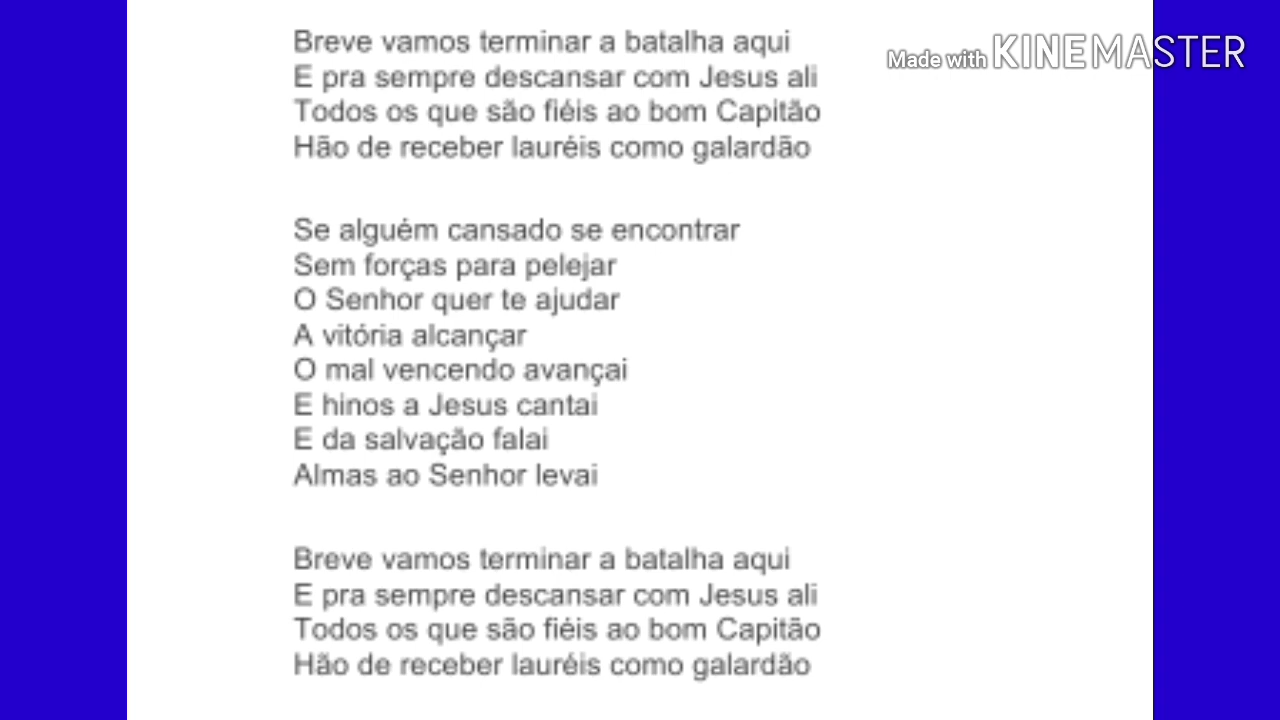 Breve vamos terminar a batalha aqui
E pra sempre descansar com Jesus ali
Todos os que são fiéis ao bom Capitão
Hão de receber lauréis como galardão
Se alguém cansado se encontrar
Sem forças para pelejar
O Senhor quer te ajudar
A vitória alcançar
O mal vencendo avançai
E hinos a Jesus cantai
E da salvação falai
Almas ao Senhor levai
Breve vamos terminar a batalha aqui
E pra sempre descansar com Jesus ali
Todos os que são fiéis ao bom Capitão
Hão de receber lauréis como galardão
Made with KINEMASTER